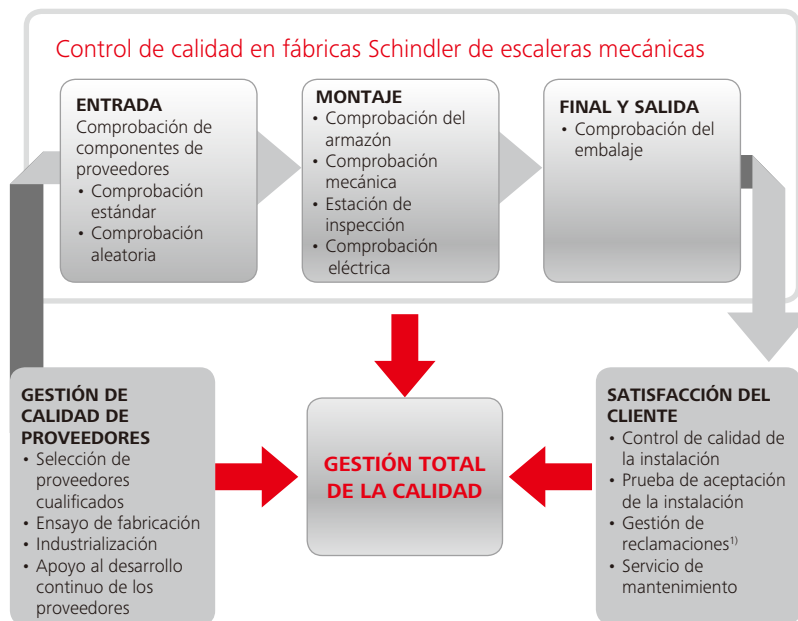 Control de calidad en fábricas Schindler de escaleras mecánicas
ENTRADA
Comprobación de
componentes de
proveedores
• Comprobación
estándar
• Comprobación
aleatoria
MONTAJE
• Comprobación del
armazón
• Comprobación
mecánica
• Estación de
inspección
• Comprobación
eléctrica
FINAL Y SALIDA
• Comprobación del
embalaje
GESTIÓN DE
CALIDAD DE
PROVEEDORES
• Selección de
proveedores
cualificados
• Ensayo de fabricación
• Industrialización
• Apoyo al desarrollo
continuo de los
proveedores
GESTIÓN TOTAL
DE LA CALIDAD
SATISFACCIÓN DEL
CLIENTE
• Control de calidad de
la instalación
• Prueba de aceptación
de la instalación
• Gestión de
reclamaciones¹⁾
• Servicio de
mantenimiento